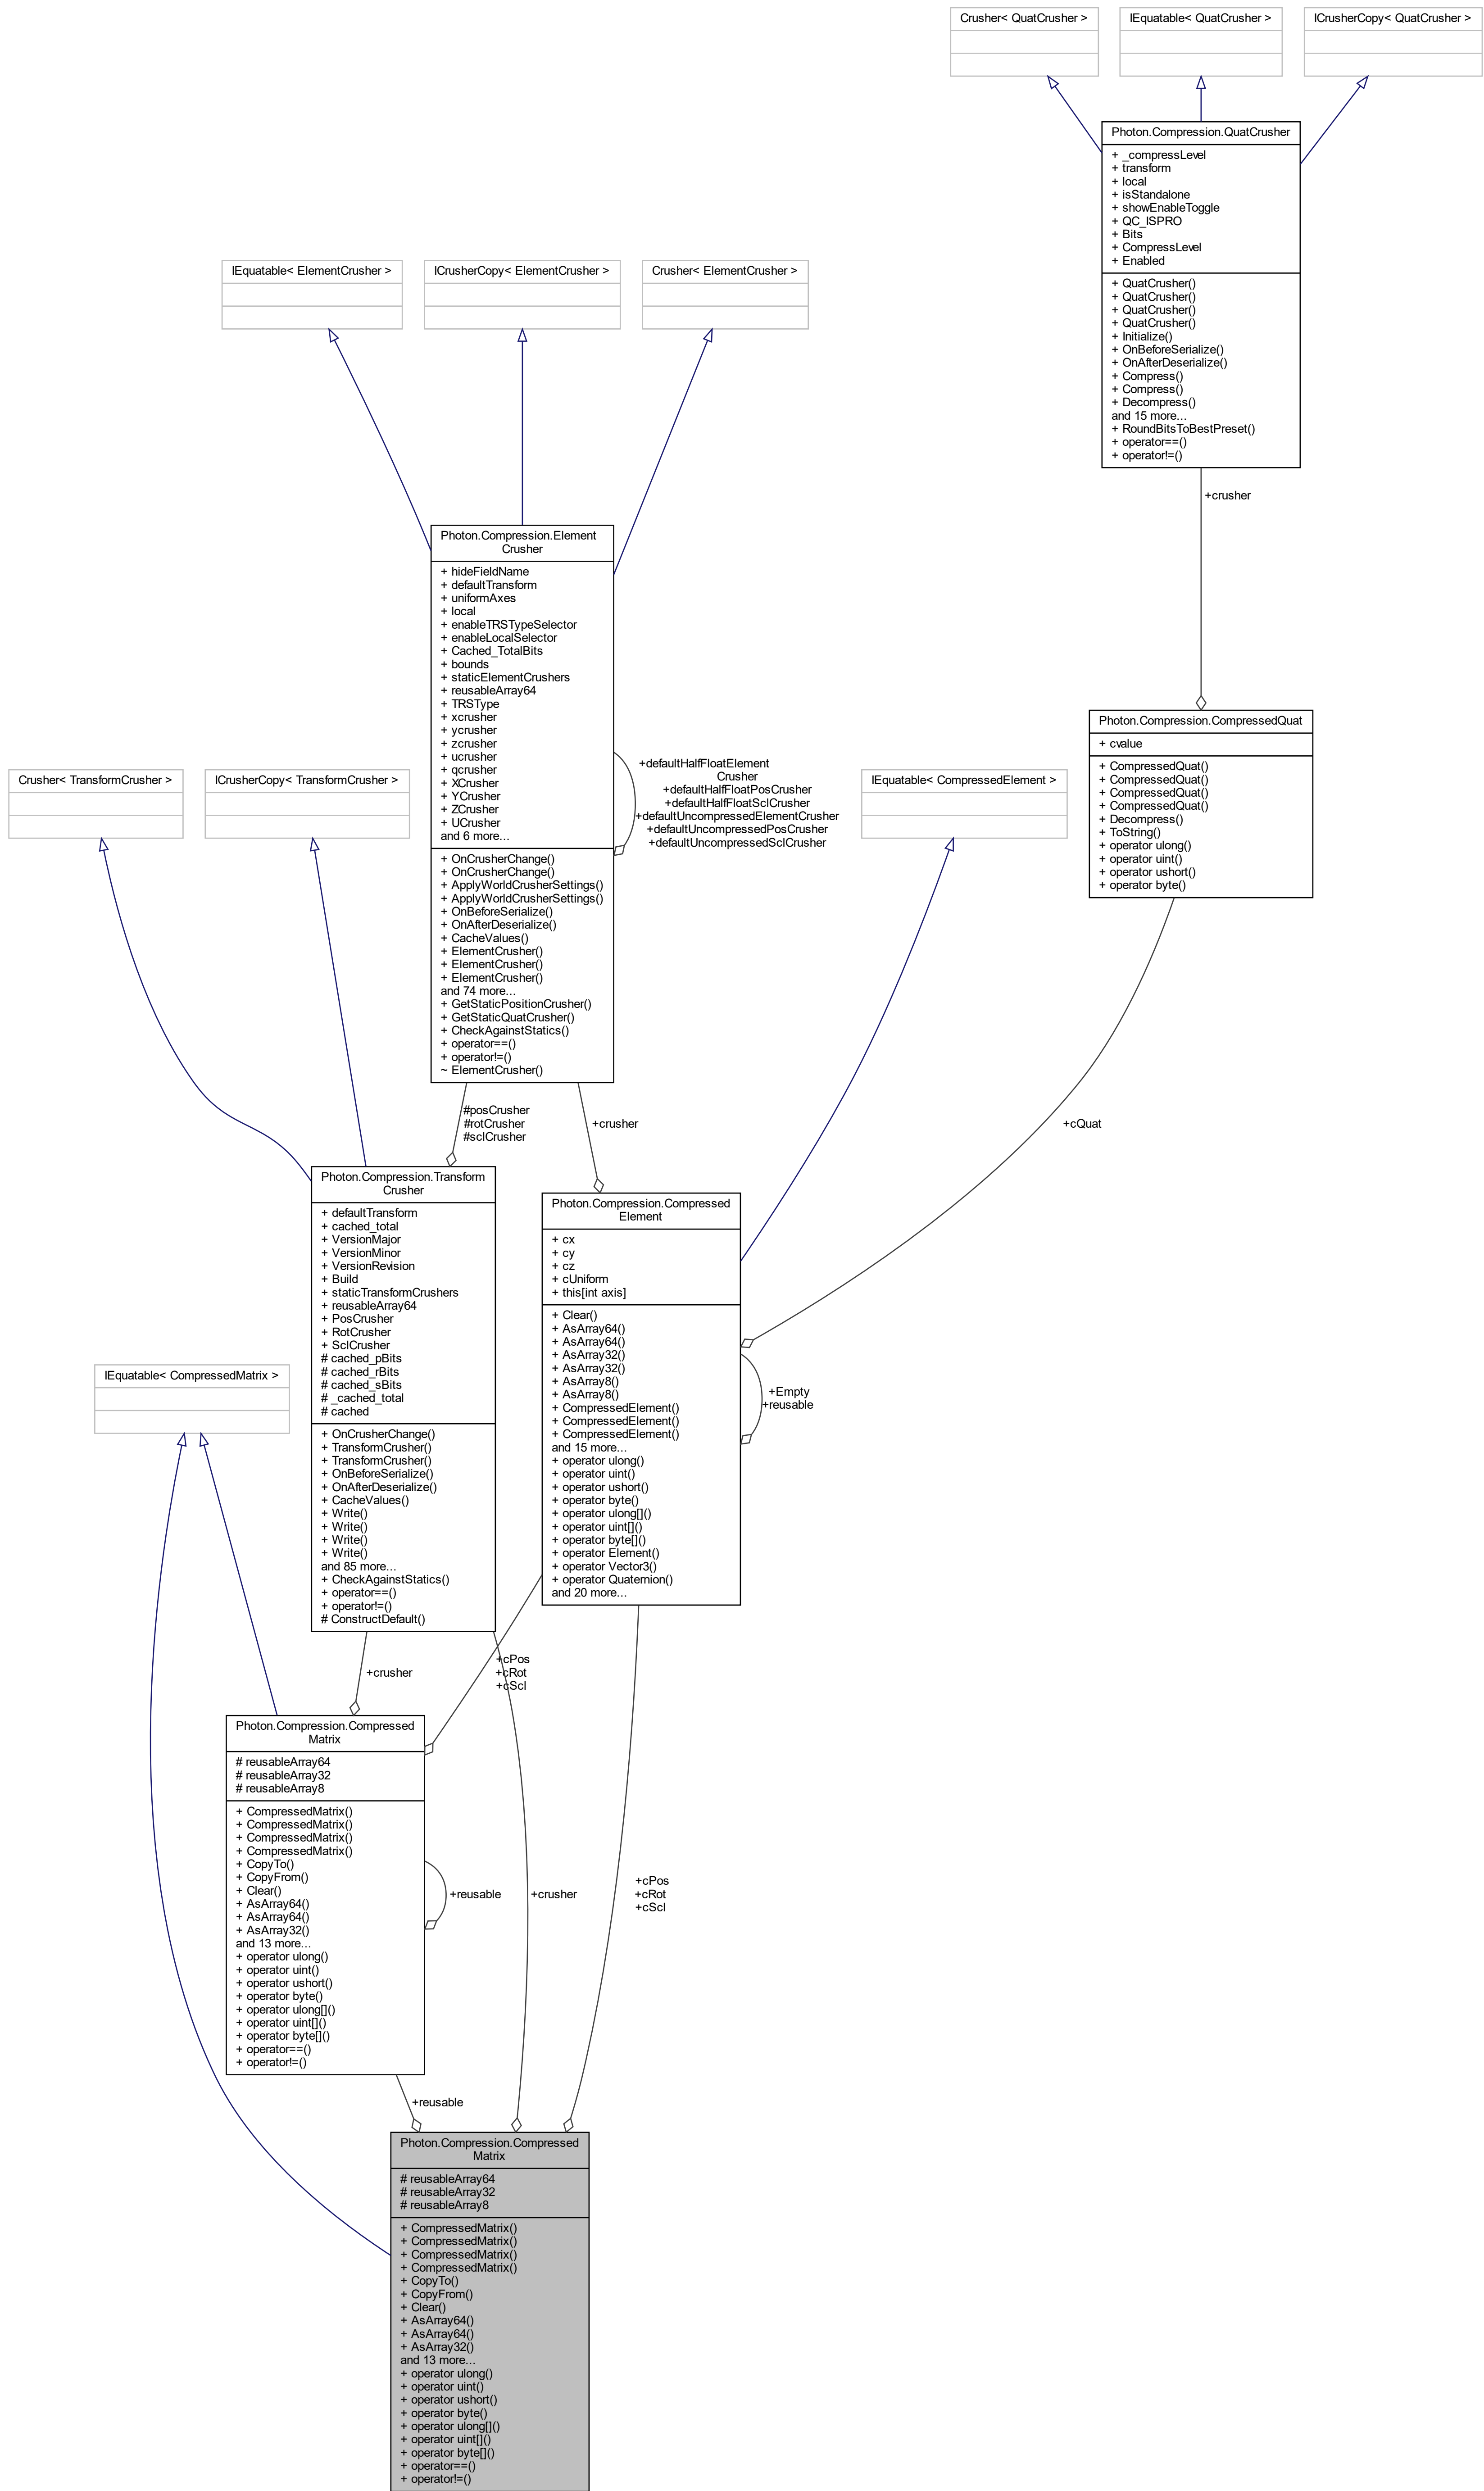 Crusher< QuatCrusher >
IEquatable< QuatCrusher >
ICrusherCopy< QuatCrusher >
Photon.Compression.QuatCrusher
+ _compressLevel
+ transform
+ local
+ isStandalone
+ showEnableToggle
+ QC_ISPRO
+ Bits
+ CompressLevel
+ Enabled
+ QuatCrusher()
+ QuatCrusher()
+ QuatCrusher()
+ QuatCrusher()
+ Initialize()
+ OnBeforeSerialize()
+ OnAfterDeserialize()
+ Compress()
+ Compress()
+ Decompress()
and 15 more...
+ RoundBitsToBestPreset()
+ operator==()
+ operator!=()
+crusher
IEquatable< ElementCrusher >
ICrusherCopy< ElementCrusher >
Crusher< ElementCrusher >
Photon.Compression.Element
Crusher
+ hideFieldName
+ defaultTransform
+ uniformAxes
+ local
+ enableTRSTypeSelector
+ enableLocalSelector
+ Cached_TotalBits
+ bounds
+ staticElementCrushers
+ reusableArray64
+ TRSType
+ xcrusher
+ ycrusher
+ zcrusher
+ ucrusher
+ qcrusher
+ XCrusher
+ YCrusher
+ ZCrusher
+ UCrusher
and 6 more...
+ OnCrusherChange()
+ OnCrusherChange()
+ ApplyWorldCrusherSettings()
+ ApplyWorldCrusherSettings()
+ OnBeforeSerialize()
+ OnAfterDeserialize()
+ CacheValues()
+ ElementCrusher()
+ ElementCrusher()
+ ElementCrusher()
and 74 more...
+ GetStaticPositionCrusher()
+ GetStaticQuatCrusher()
+ CheckAgainstStatics()
+ operator==()
+ operator!=()
~ ElementCrusher()
+defaultHalfFloatElement
Crusher
+defaultHalfFloatPosCrusher
+defaultHalfFloatSclCrusher
+defaultUncompressedElementCrusher
+defaultUncompressedPosCrusher
+defaultUncompressedSclCrusher
Photon.Compression.CompressedQuat
+ cvalue
+ CompressedQuat()
+ CompressedQuat()
+ CompressedQuat()
+ CompressedQuat()
+ Decompress()
+ ToString()
+ operator ulong()
+ operator uint()
+ operator ushort()
+ operator byte()
Crusher< TransformCrusher >
ICrusherCopy< TransformCrusher >
IEquatable< CompressedElement >
#posCrusher
#rotCrusher
#sclCrusher
+crusher
+cQuat
Photon.Compression.Transform
Crusher
+ defaultTransform
+ cached_total
+ VersionMajor
+ VersionMinor
+ VersionRevision
+ Build
+ staticTransformCrushers
+ reusableArray64
+ PosCrusher
+ RotCrusher
+ SclCrusher
# cached_pBits
# cached_rBits
# cached_sBits
# _cached_total
# cached
+ OnCrusherChange()
+ TransformCrusher()
+ TransformCrusher()
+ OnBeforeSerialize()
+ OnAfterDeserialize()
+ CacheValues()
+ Write()
+ Write()
+ Write()
+ Write()
and 85 more...
+ CheckAgainstStatics()
+ operator==()
+ operator!=()
# ConstructDefault()
Photon.Compression.Compressed
Element
+ cx
+ cy
+ cz
+ cUniform
+ this[int axis]
+ Clear()
+ AsArray64()
+ AsArray64()
+ AsArray32()
+ AsArray32()
+ AsArray8()
+ AsArray8()
+ CompressedElement()
+ CompressedElement()
+ CompressedElement()
and 15 more...
+ operator ulong()
+ operator uint()
+ operator ushort()
+ operator byte()
+ operator ulong[]()
+ operator uint[]()
+ operator byte[]()
+ operator Element()
+ operator Vector3()
+ operator Quaternion()
and 20 more...
+Empty
+reusable
IEquatable< CompressedMatrix >
+crusher
+cPos
+cRot
+cScl
Photon.Compression.Compressed
Matrix
# reusableArray64
# reusableArray32
# reusableArray8
+ CompressedMatrix()
+ CompressedMatrix()
+ CompressedMatrix()
+ CompressedMatrix()
+ CopyTo()
+ CopyFrom()
+ Clear()
+ AsArray64()
+ AsArray64()
+ AsArray32()
and 13 more...
+ operator ulong()
+ operator uint()
+ operator ushort()
+ operator byte()
+ operator ulong[]()
+ operator uint[]()
+ operator byte[]()
+ operator==()
+ operator!=()
+reusable
+crusher
+cPos
+cRot
+cScl
+reusable
Photon.Compression.Compressed
Matrix
# reusableArray64
# reusableArray32
# reusableArray8
+ CompressedMatrix()
+ CompressedMatrix()
+ CompressedMatrix()
+ CompressedMatrix()
+ CopyTo()
+ CopyFrom()
+ Clear()
+ AsArray64()
+ AsArray64()
+ AsArray32()
and 13 more...
+ operator ulong()
+ operator uint()
+ operator ushort()
+ operator byte()
+ operator ulong[]()
+ operator uint[]()
+ operator byte[]()
+ operator==()
+ operator!=()